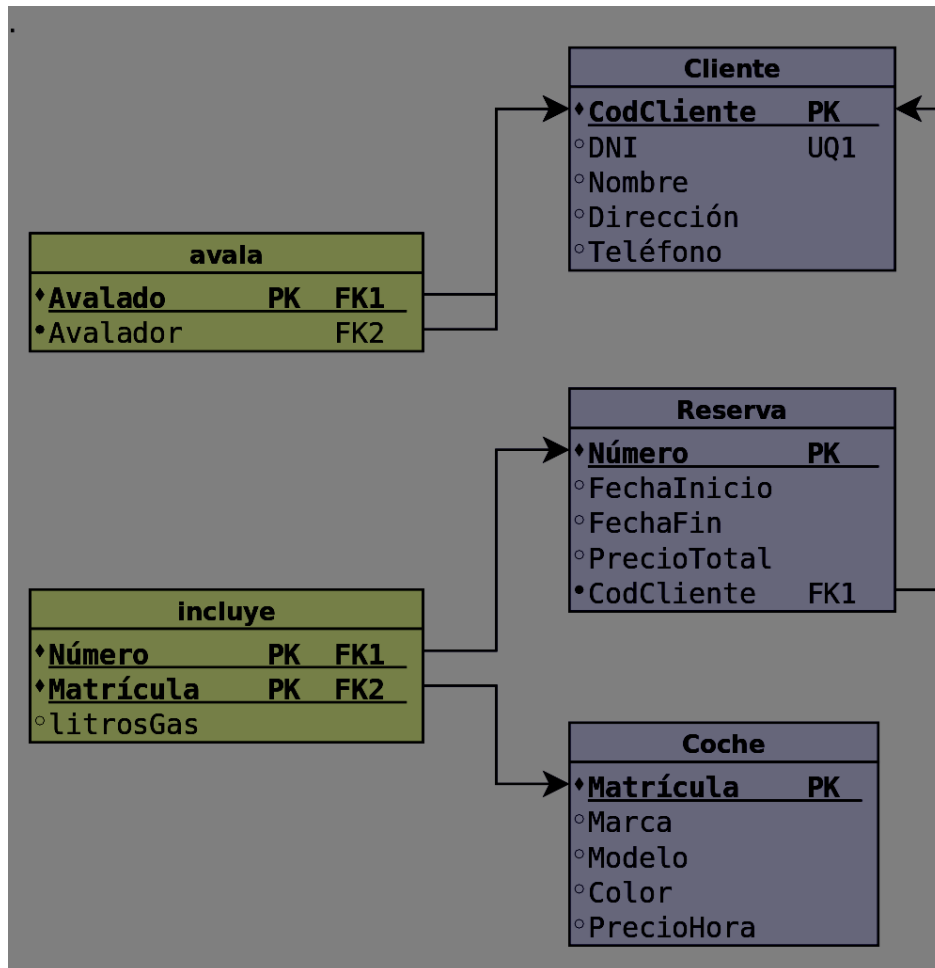 .
Cliente
CodCliente PK
DNI UQ1
Nombre
Dirección
Teléfono
avala
Avalado PK FK1
Avalador FK2
Reserva
Número PK
FechaInicio
FechaFin
PrecioTotal
CodCliente FK1
incluye
Número PK FK1
Matrícula PK FK2
litrosGas
Coche
Matrícula PK
Marca
Modelo
Color
PrecioHora